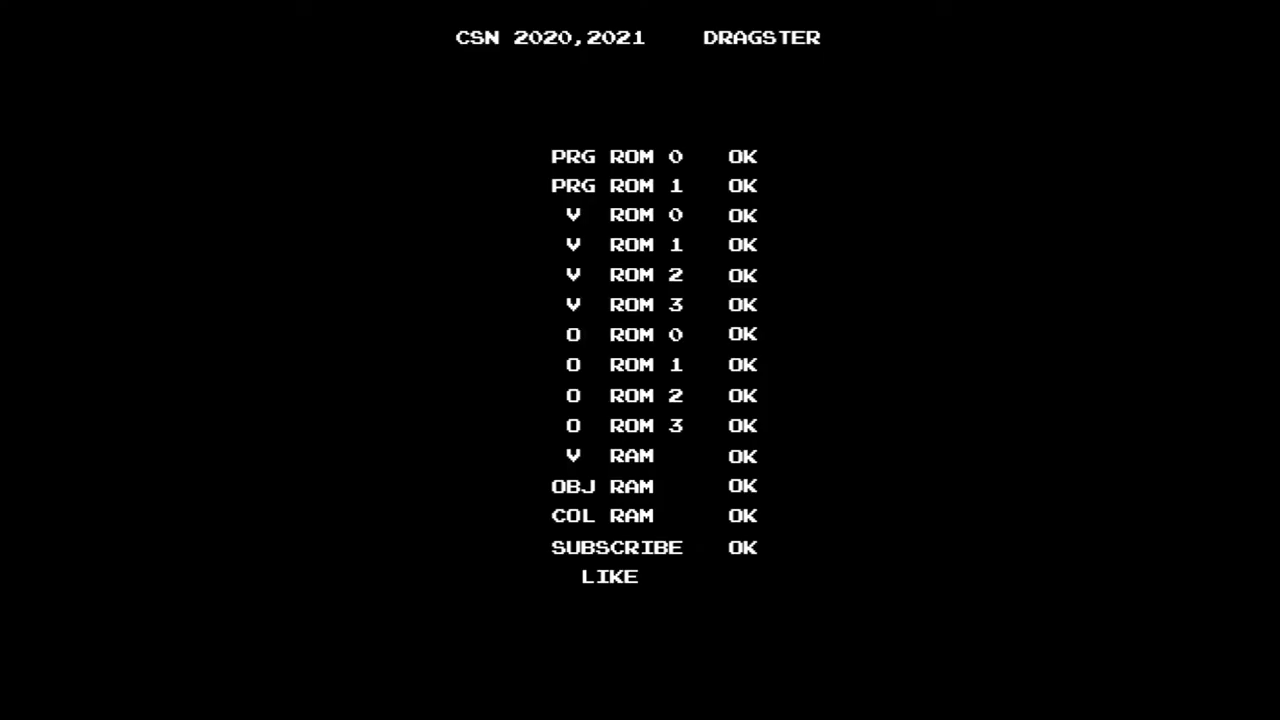 CSN 2020,2021 DRAGSTER
PRG ROM 0 OK
PRG ROM 1 OK
V ROM 0 OK
V ROM 1 OK
V ROM 2 OK
V ROM 3 OK
O ROM 0 OK
O ROM 1 OK
O ROM 2 OK
O ROM 3 OK
V RAM OK
OBJ RAM OK
COL RAM OK
SUBSCRIBE OK
LIKE